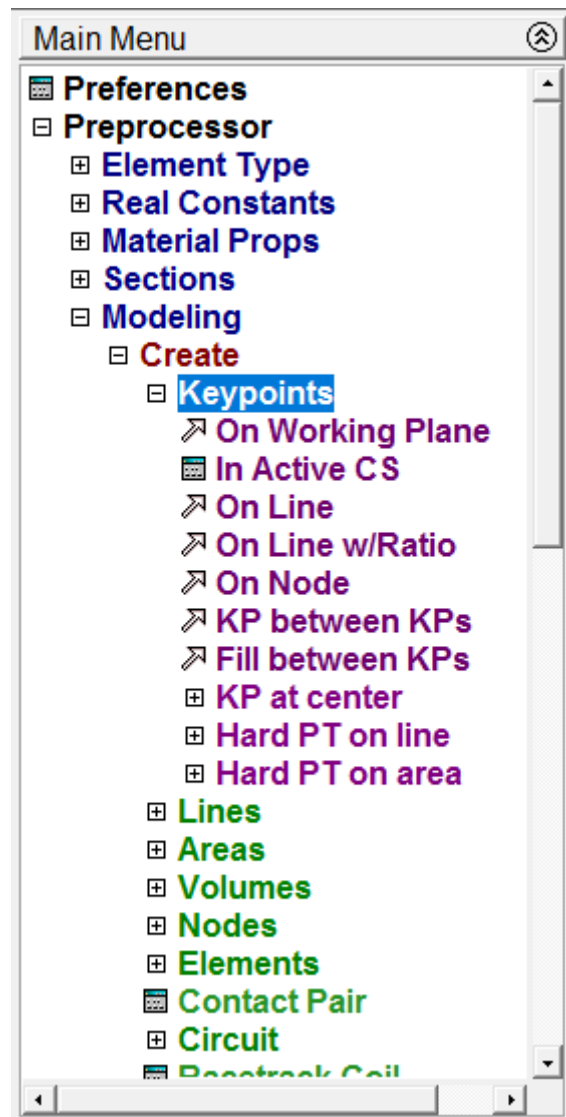 Main Menu
Preferences
Preprocessor
Element Type
Real Constants
Material Props
Sections
Modeling
Create
Keypoints
On Working Plane
In Active CS
On Line
On Line w/Ratio
On Node
KP between KPs
Fill between KPs
KP at center
Hard PT on line
Hard PT on area
Lines
Areas
Volumes
Nodes
Elements
Contact Pair
Circuit
Racetrack Coil